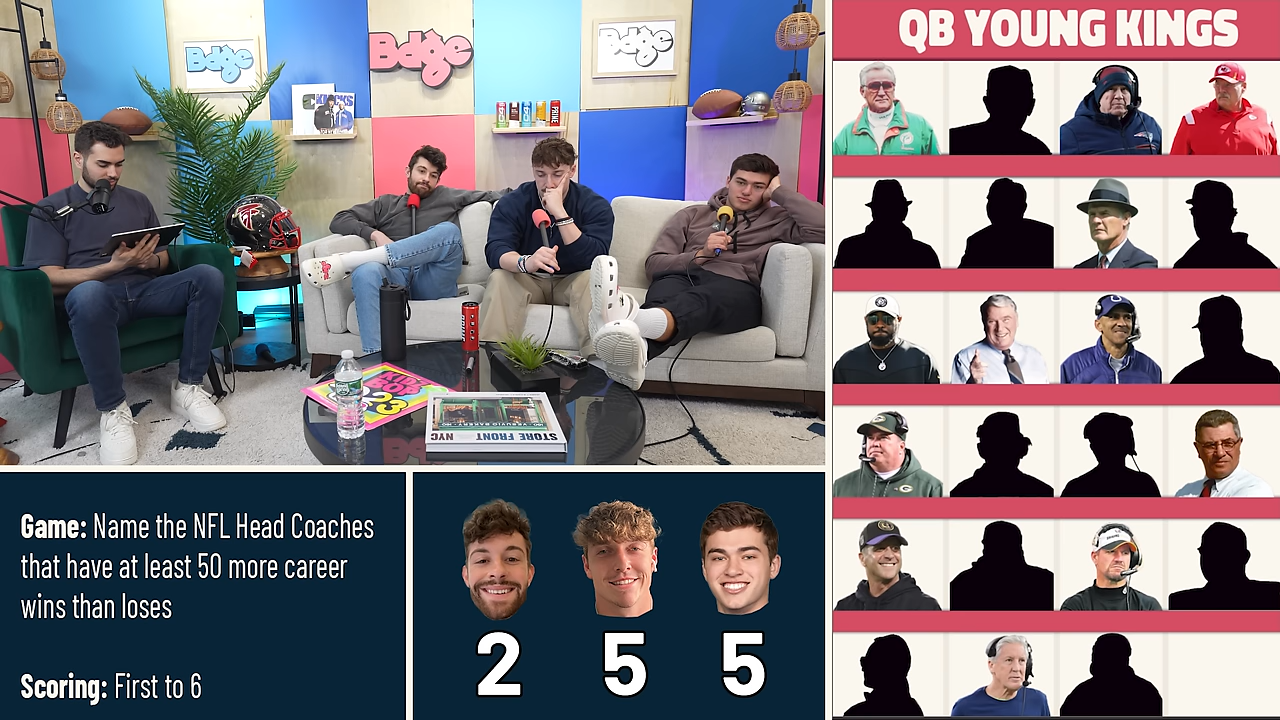 Bdge
Bdge
Bdge
QB YOUNG KINGS
STORE FRONT NYC
Game: Name the NFL Head Coaches
that have at least 50 more career
wins than loses
Scoring: First to 6
2 5 5